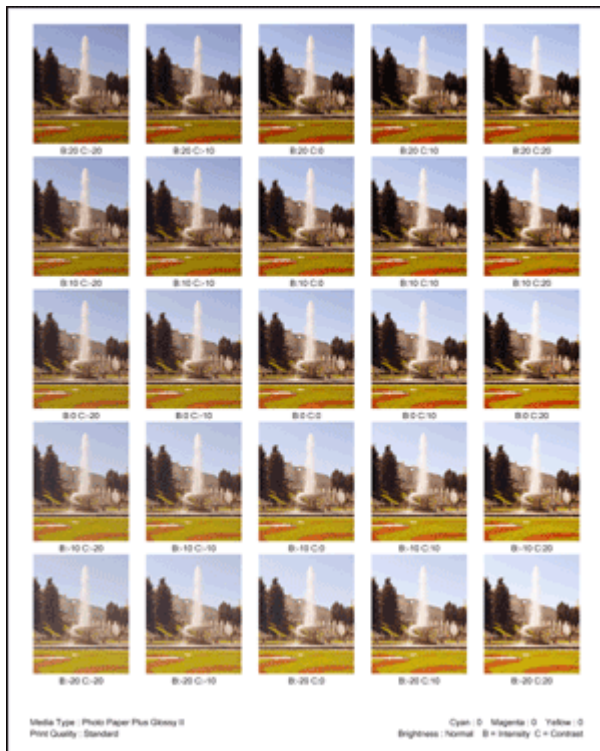 B:20 C:-20 B:20 C:-10 B:20 C:0 B:20 C:10 B:20 C:20
B:10 C:-20 B:10 C:-10 B:10 C:0 B:10 C:10 B:10 C:20
B:0 C:-20 B:0 C:-10 B:0 C:0 B:0 C:10 B:0 C:20
B:-10 C:-20 B:-10 C:-10 B:-10 C:0 B:-10 C:10 B:-10 C:20
B:-20 C:-20 B:-20 C:-10 B:-20 C:0 B:-20 C:10 B:-20 C:20
Media Type : Photo Paper Plus Glossy II Cyan : 0 Magenta : 0 Yellow : 0
Print Quality : Standard Brightness : Normal B = Intensity C = Contrast